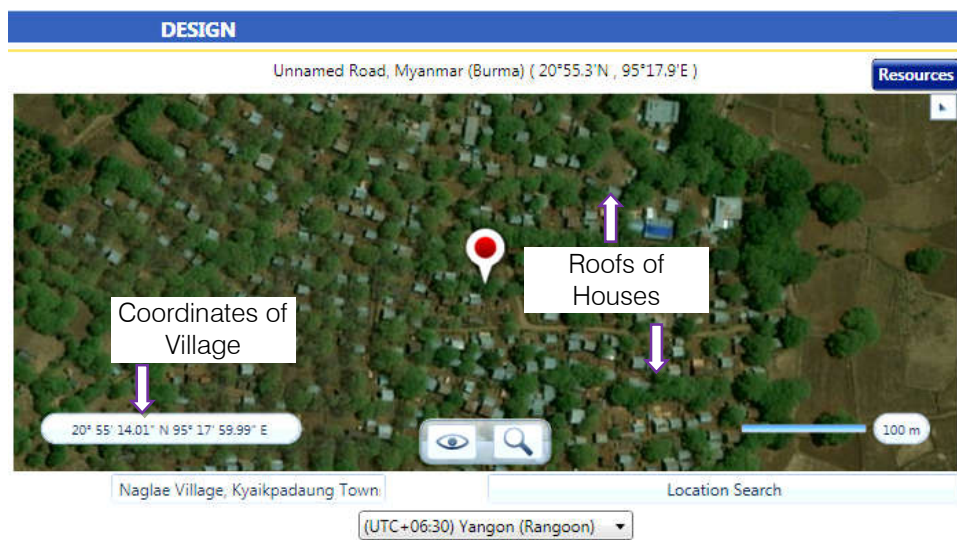 DESIGN
Unnamed Road, Myanmar (Burma) ( 20°55.3'N , 95°17.9'E )
Resources
Roofs of
Houses
Coordinates of
Village
20° 55' 14.01" N 95° 17' 59.99" E
100 m
Naglae Village, Kyaikpadaung Town
Location Search
(UTC+06:30) Yangon (Rangoon)